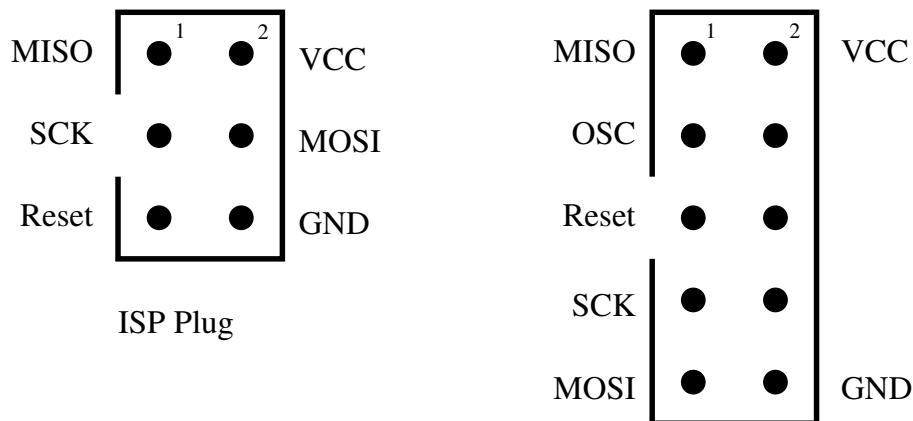 MISO 1 2 VCC
SCK MOSI
Reset GND
ISP Plug
MISO 1 2 VCC
OSC
Reset
SCK
MOSI GND